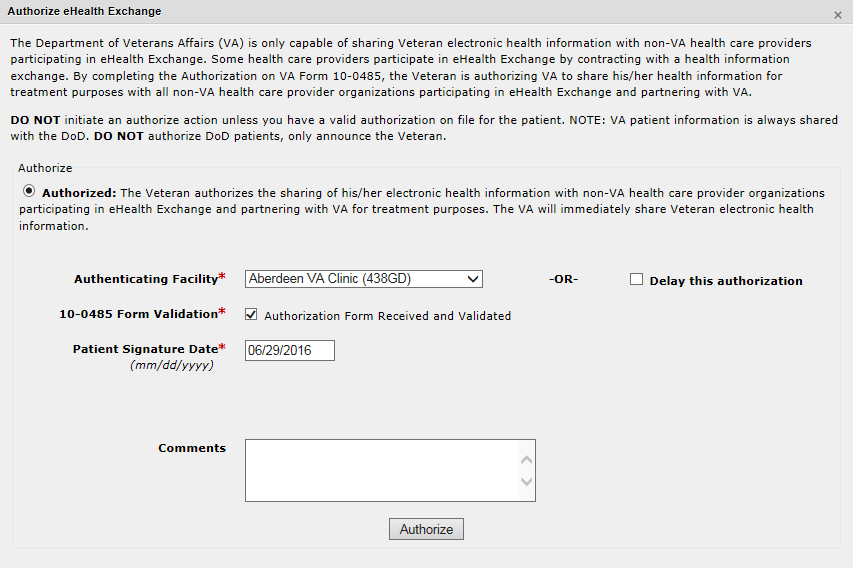 Authorize eHealth Exchange
The Department of Veterans Affairs (VA) is only capable of sharing Veteran electronic health information with non-VA health care providers
participating in eHealth Exchange. Some health care providers participate in eHealth Exchange by contracting with a health information
exchange. By completing the Authorization on VA Form 10-0485, the Veteran is authorizing VA to share his/her health information for
treatment purposes with all non-VA health care provider organizations participating in eHealth Exchange and partnering with VA.
DO NOT initiate an authorize action unless you have a valid authorization on file for the patient. NOTE: VA patient information is always shared
with the DoD. DO NOT authorize DoD patients, only announce the Veteran.
Authorize
Authorized: The Veteran authorizes the sharing of his/her electronic health information with non-VA health care provider organizations
participating in eHealth Exchange and partnering with VA for treatment purposes. The VA will immediately share Veteran electronic health
information.
Authenticating Facility* Aberdeen VA Clinic (438GD) -OR- Delay this authorization
10-0485 Form Validation* Authorization Form Received and Validated
Patient Signature Date* 06/29/2016
(mm/dd/yyyy)
Comments
Authorize